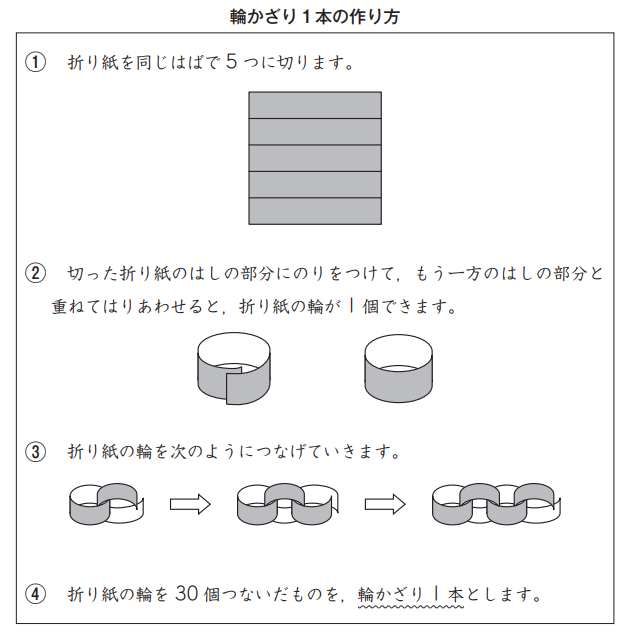 輪かざり1本の作り方
① 折り紙を同じはばで5つに切ります。
② 切った折り紙のはしの部分にのりをつけて，もう一方のはしの部分と
重ねてはりあわせると，折り紙の輪が1個できます。
③ 折り紙の輪を次のようにつなげていきます。
④ 折り紙の輪を30個つないだものを，輪かざり1本とします。